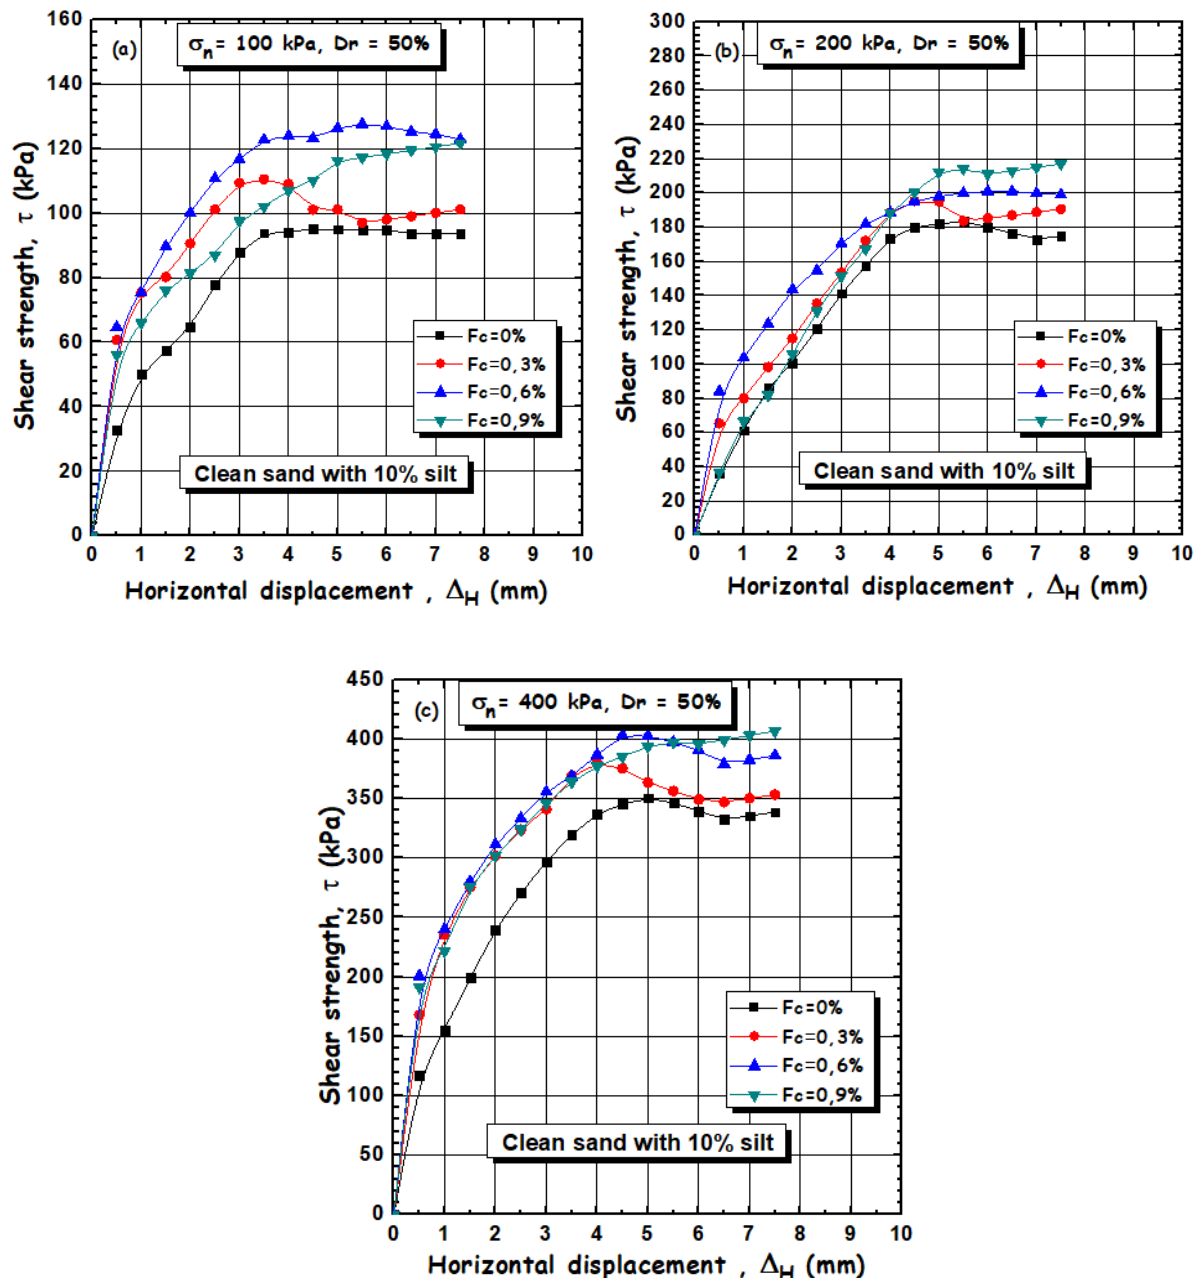 (a)
σn= 100 kPa, Dr = 50%
160
140
120
100
80
60
40
20
0
Shear strength, τ (kPa)
Fc=0%
Fc=0,3%
Fc=0,6%
Fc=0,9%
Clean sand with 10% silt
0 1 2 3 4 5 6 7 8 9 10
Horizontal displacement , ΔH (mm)
(b)
σn= 200 kPa, Dr = 50%
300
280
260
240
220
200
180
160
140
120
100
80
60
40
20
0
Shear strength, τ (kPa)
Fc=0%
Fc=0,3%
Fc=0,6%
Fc=0,9%
Clean sand with 10% silt
0 1 2 3 4 5 6 7 8 9 10
Horizontal displacement , ΔH (mm)
(c)
σn= 400 kPa, Dr = 50%
450
400
350
300
250
200
150
100
50
0
Shear strength, τ (kPa)
Fc=0%
Fc=0,3%
Fc=0,6%
Fc=0,9%
Clean sand with 10% silt
0 1 2 3 4 5 6 7 8 9 10
Horizontal displacement , ΔH (mm)